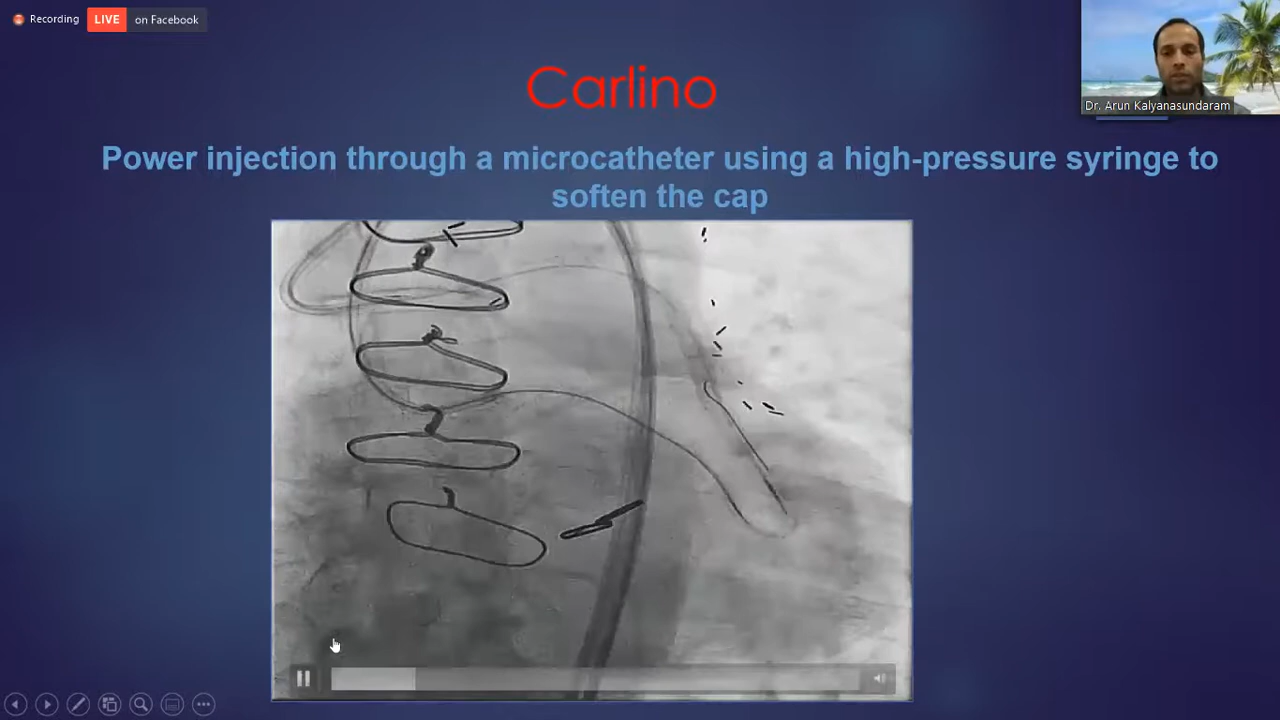 Recording
LIVE on Facebook
Dr. Arun Kalyanasundaram
Carlino
Power injection through a microcatheter using a high-pressure syringe to
soften the cap